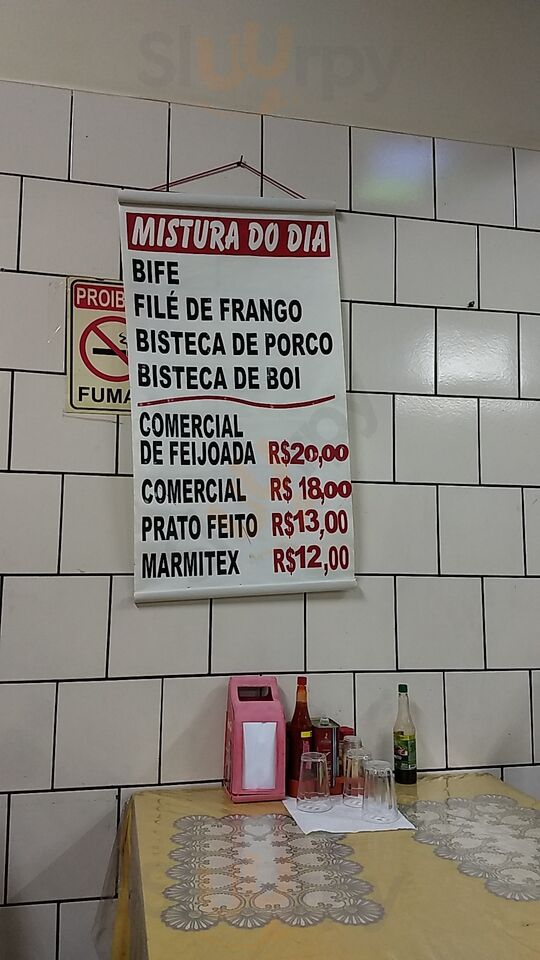 Sluurpy
MISTURA DO DIA
BIFE
FILÉ DE FRANGO
BISTECA DE PORCO
BISTECA DE BOI
COMERCIAL
DE FEIJOADA R$20,00
COMERCIAL R$ 18,00
PRATO FEITO R$13,00
MARMITEX R$12,00
PROIB
FUMA